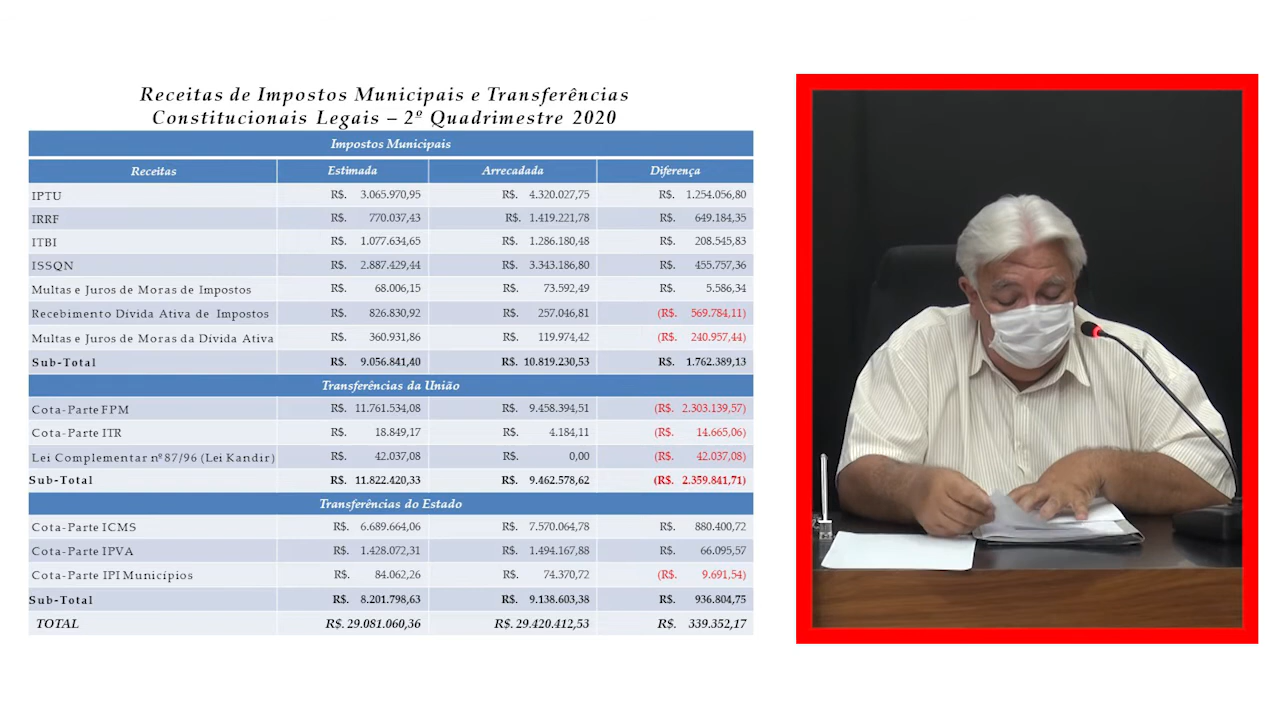 Receitas de Impostos Municipais e Transferências
Constitucionais Legais – 2º Quadrimestre 2020
Impostos Municipais
Receitas Estimada Arrecadada Diferença
IPTU R$. 3.065.970,95 R$. 4.320.027,75 R$. 1.254.056,80
IRRF R$. 770.037,43 R$. 1.419.221,78 R$. 649.184,35
ITBI R$. 1.077.634,65 R$. 1.286.180,48 R$. 208.545,83
ISSQN R$. 2.887.429,44 R$. 3.343.186,80 R$. 455.757,36
Multas e Juros de Moras de Impostos R$. 68.006,15 R$. 73.592,49 R$. 5.586,34
Recebimento Divida Ativa de Impostos R$. 826.830,92 R$. 257.046,81 (R$. 569.784,11)
Multas e Juros de Moras da Divida Ativa R$. 360.931,86 R$. 119.974,42 (R$. 240.957,44)
Sub-Total R$. 9.056.841,40 R$. 10.819.230,53 R$. 1.762.389,13
Transferências da União
Cota-Parte FPM R$. 11.761.534,08 R$. 9.458.394,51 (R$. 2.303.139,57)
Cota-Parte ITR R$. 18.849,17 R$. 4.184,11 (R$. 14.665,06)
Lei Complementar nº 87/96 (Lei Kandir) R$. 42.037,08 R$. 0,00 (R$. 42.037,08)
Sub-Total R$. 11.822.420,33 R$. 9.462.578,62 (R$. 2.359.841,71)
Transferências do Estado
Cota-Parte ICMS R$. 6.689.664,06 R$. 7.570.064,78 R$. 880.400,72
Cota-Parte IPVA R$. 1.428.072,31 R$. 1.494.167,88 R$. 66.095,57
Cota-Parte IPI Municípios R$. 84.062,26 R$. 74.370,72 (R$. 9.691,54)
Sub-Total R$. 8.201.798,63 R$. 9.138.603,38 R$. 936.804,75
TOTAL R$. 29.081.060,36 R$. 29.420.412,53 R$. 339.352,17